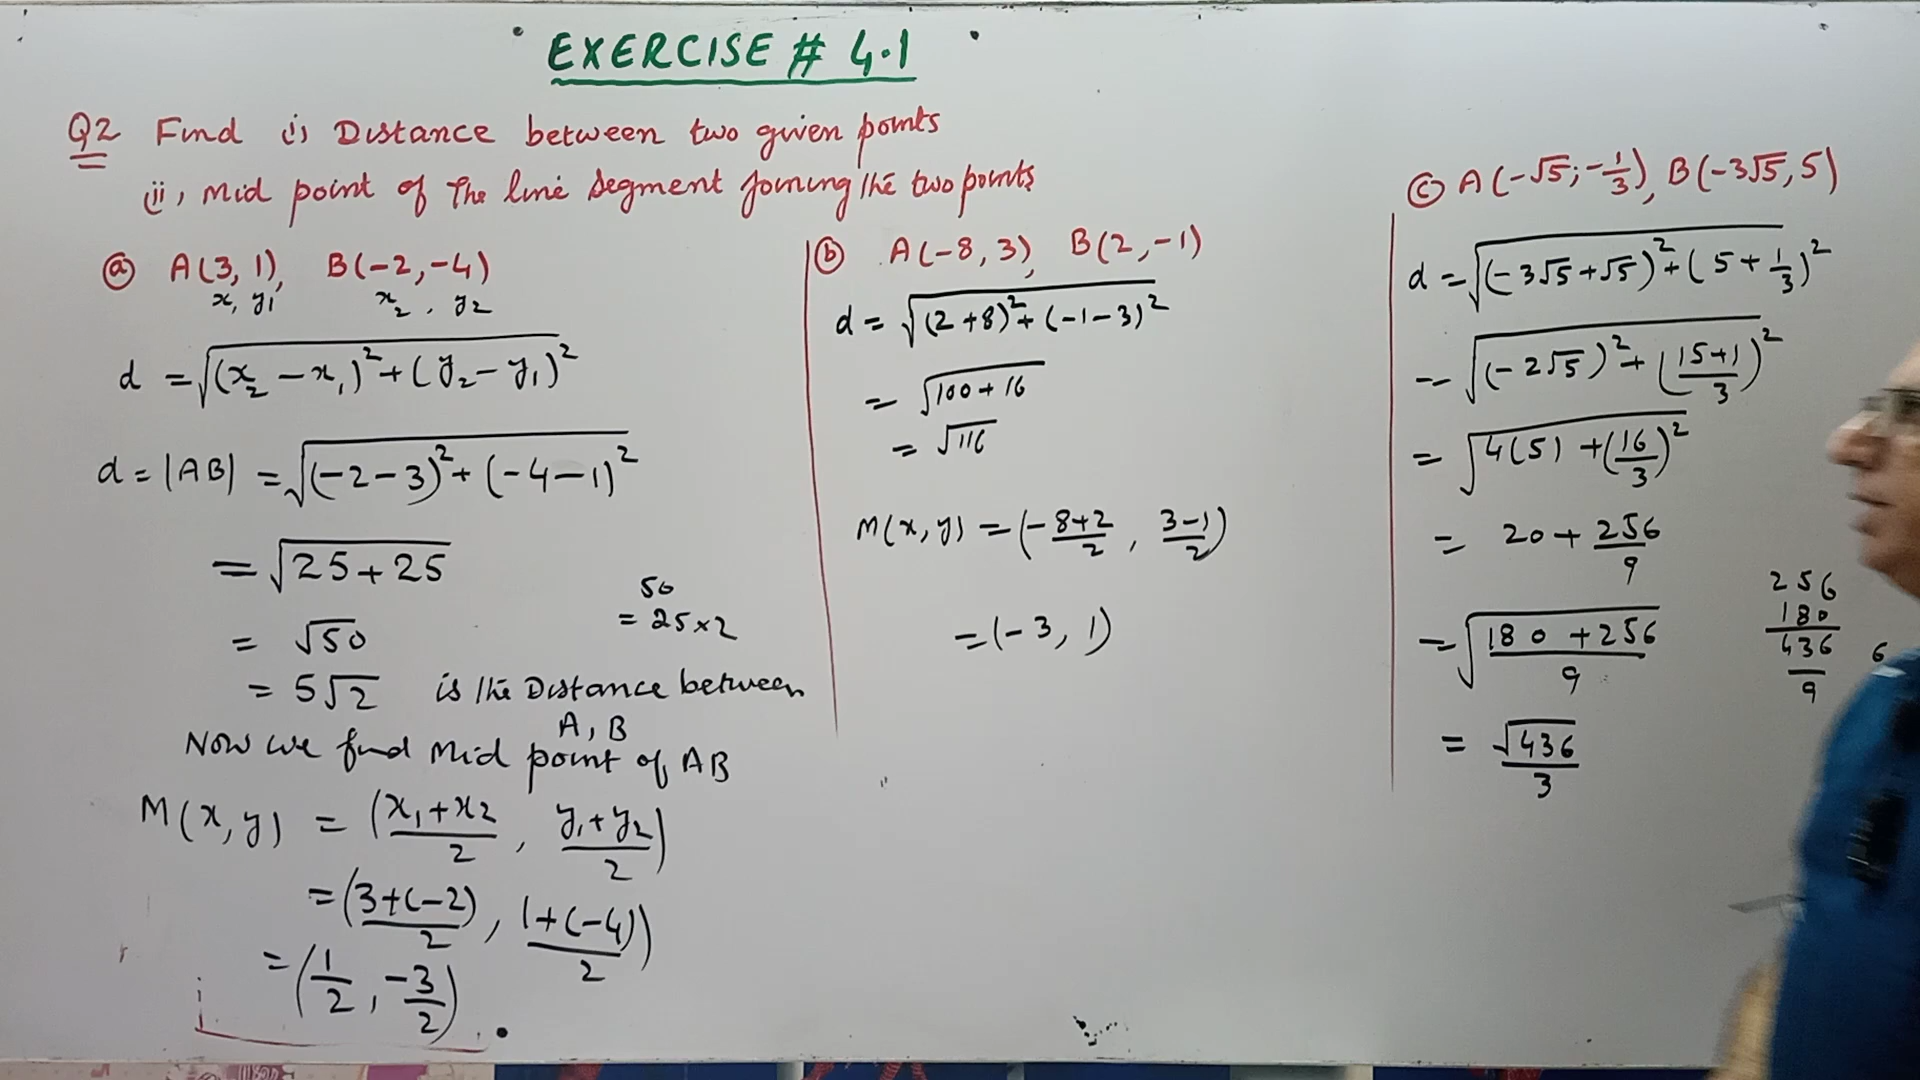 EXERCISE # 4.1
Q2 Find (i) Distance between two given points
(ii), Mid point of The line segment joining the two points
(a) A(3, 1), B(-2, -4)
x, y₁ x₂, y₂
d = √((x₂ - x₁)² + (y₂ - y₁)²)
d = |AB| = √((-2-3)² + (-4-1)²)
= √(25+25)
= √50
50
= 25×2
= 5√2 is the Distance between
A, B
Now we find Mid point of AB
M(x, y) = ((x₁+x₂)/2, (y₁+y₂)/2)
= ((3+(-2))/2, (1+(-4))/2)
= (1/2, -3/2)
(b) A(-8, 3), B(2, -1)
d = √((2+8)² + (-1-3)²)
= √(100+16)
= √116
M(x, y) = ((-8+2)/2, (3-1)/2)
= (-3, 1)
(c) A(-√5, -1/3), B(-3√5, 5)
d = √((-3√5+√5)² + (5+1/3)²)
= √((-2√5)² + ((15+1)/3)²)
= √(4(5) + (16/3)²)
= 20 + 256/9
= √((180+256)/9)
= √436/3
256
180
436
9
6